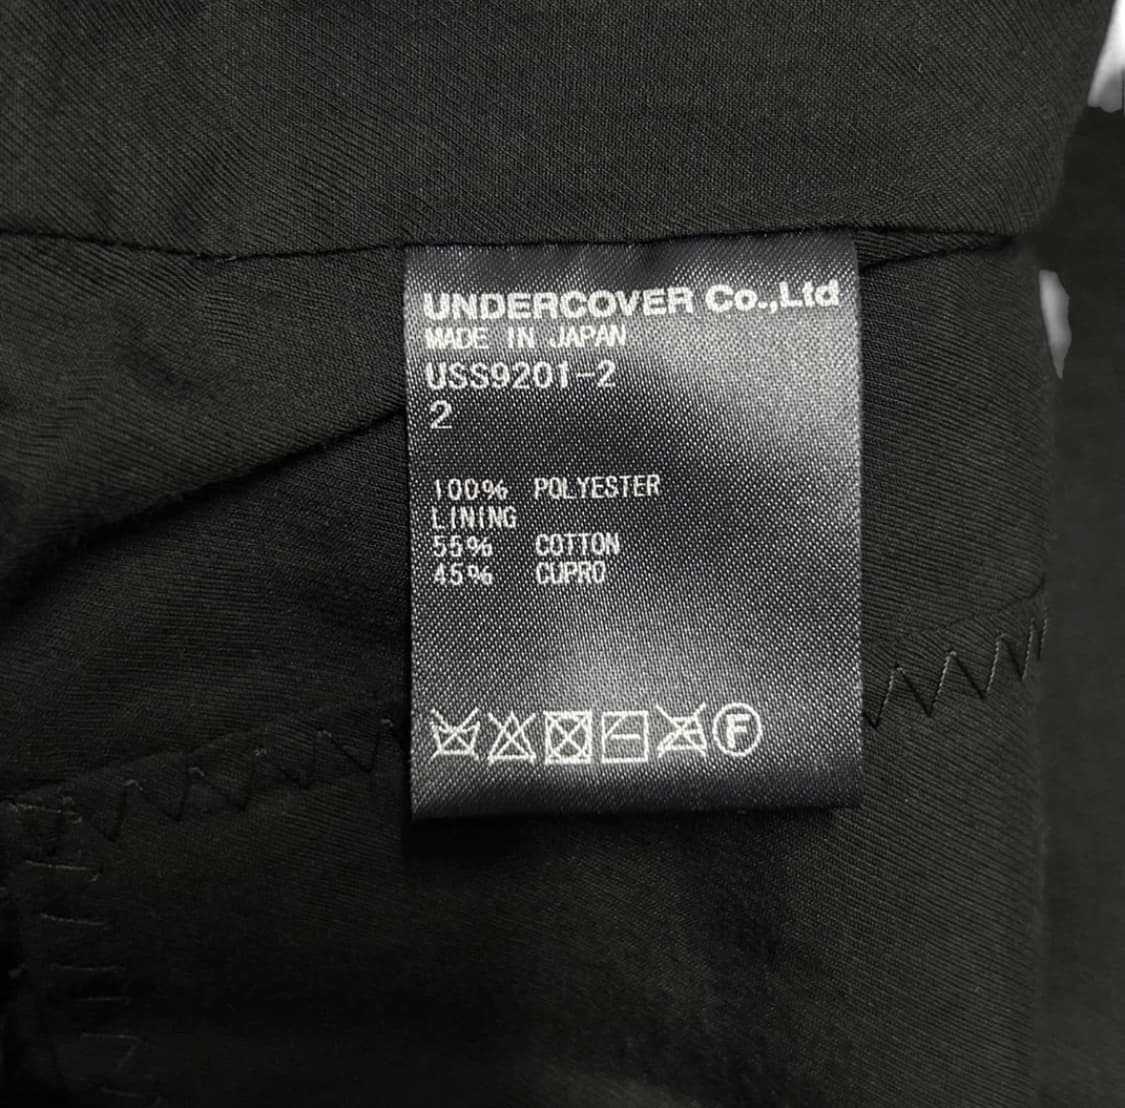 UNDERCOVER Co.,Ltd
MADE IN JAPAN
USS9201-2
2
100% POLYESTER
LINING
55% COTTON
45% CUPRO
F